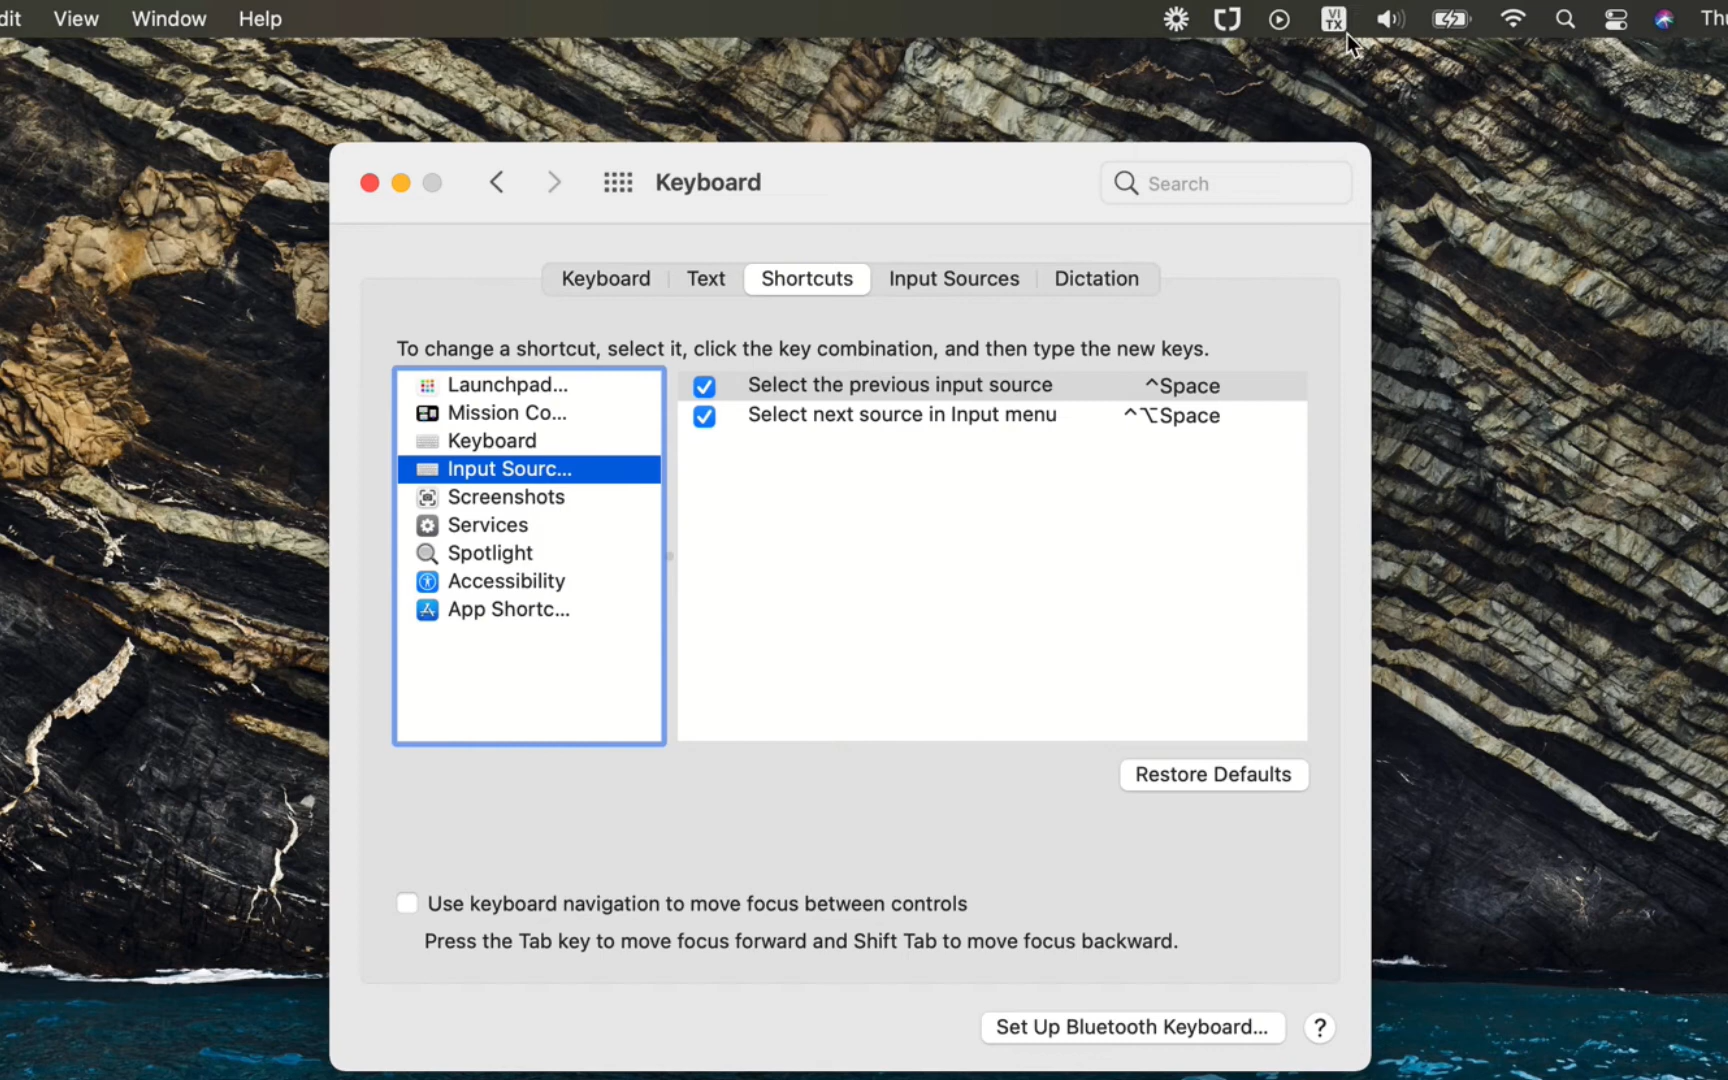 dit View Window Help VI TX Thu
Keyboard Search
Keyboard Text Shortcuts Input Sources Dictation
To change a shortcut, select it, click the key combination, and then type the new keys.
Launchpad...
Mission Co...
Keyboard
Input Sourc...
Screenshots
Services
Spotlight
Accessibility
App Shortc...
Select the previous input source ^Space
Select next source in Input menu ^⌥Space
Restore Defaults
Use keyboard navigation to move focus between controls
Press the Tab key to move focus forward and Shift Tab to move focus backward.
Set Up Bluetooth Keyboard... ?